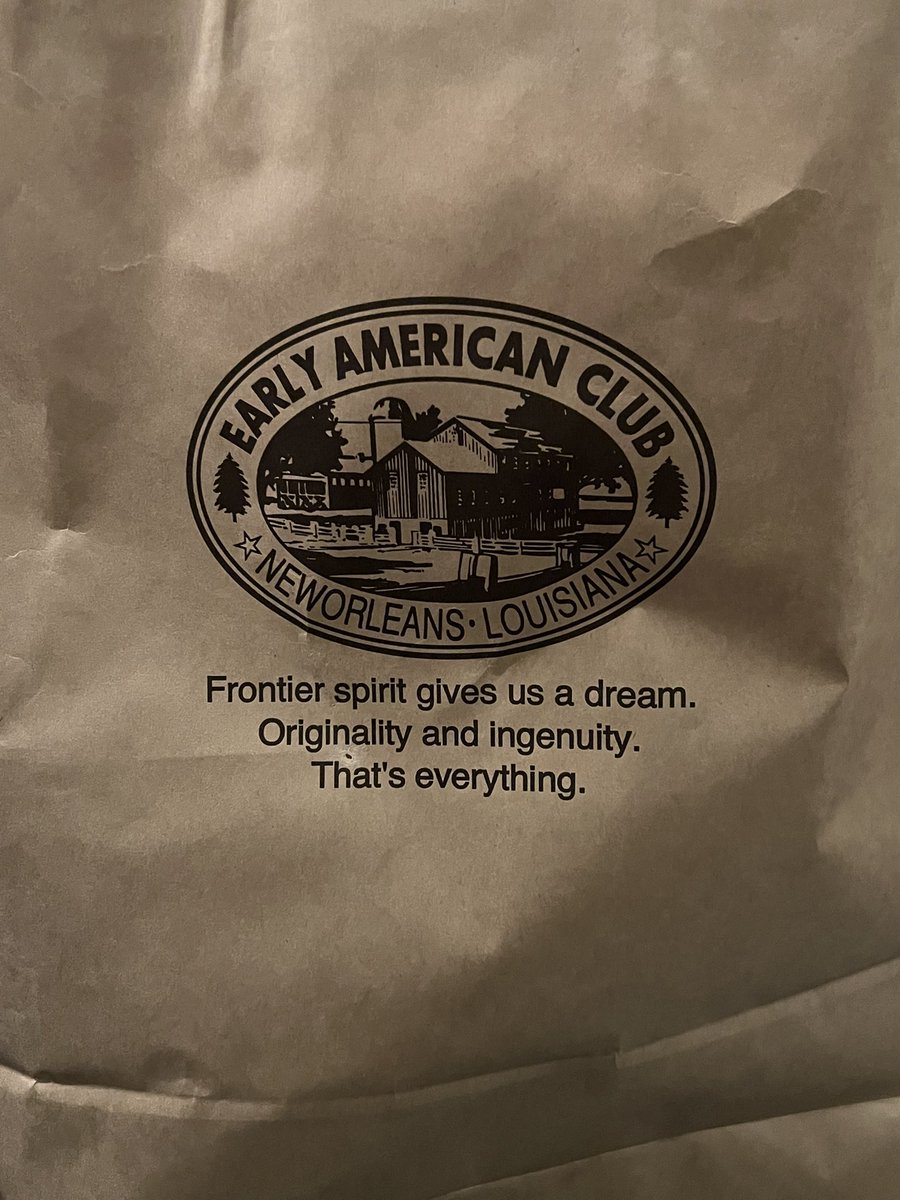 EARLY AMERICAN CLUB
NEWORLEANS · LOUISIANA
Frontier spirit gives us a dream.
Originality and ingenuity.
That's everything.